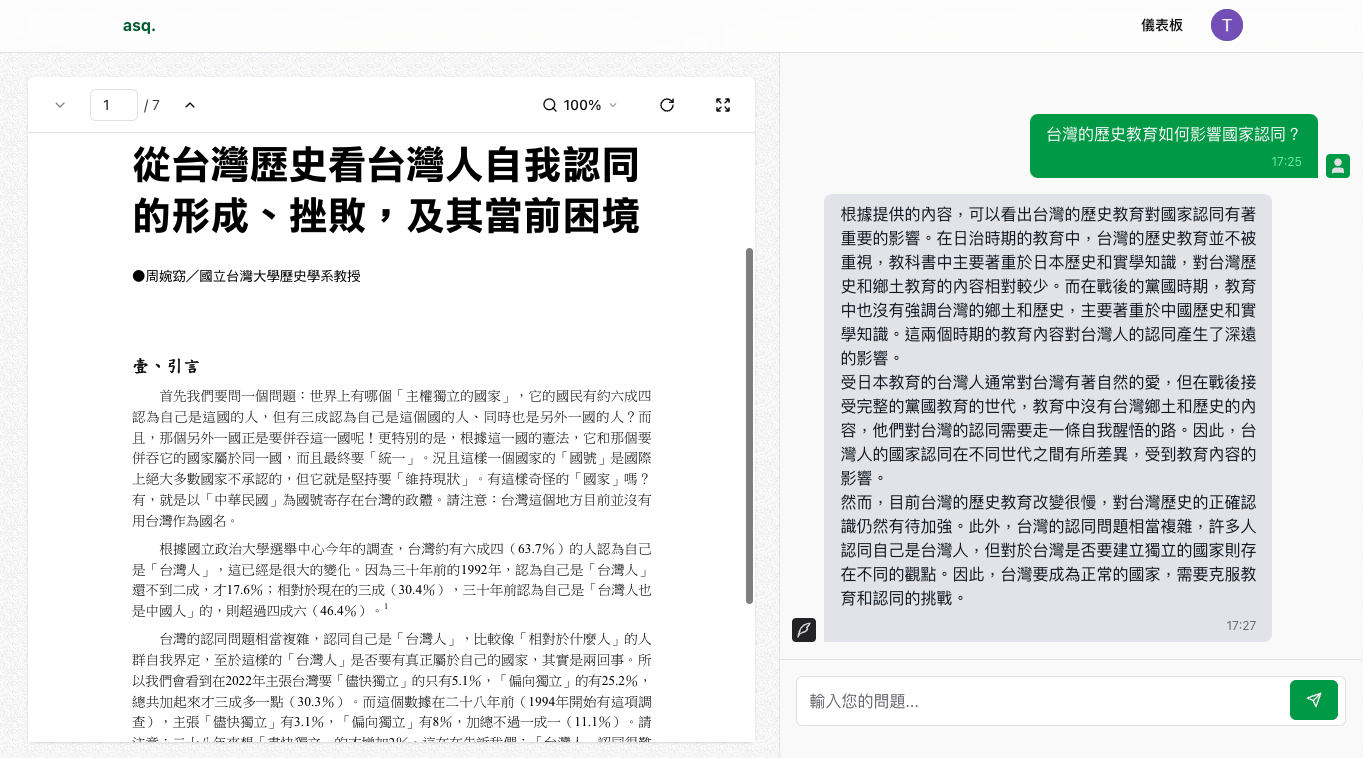 asq.
儀表板
T
1 / 7
100%
從台灣歷史看台灣人自我認同
的形成、挫敗，及其當前困境
●周婉窈／國立台灣大學歷史學系教授
壹、引言
首先我們要問一個問題：世界上有哪個「主權獨立的國家」，它的國民有約六成四
認為自己是這國的人，但有三成認為自己是這個國的人、同時也是另外一國的人？而
且，那個另外一國正是要併吞這一國呢！更特別的是，根據這一國的憲法，它和那個要
併吞它的國家屬於同一國，而且最終要「統一」。況且這樣一個國家的「國號」是國際
上絕大多數國家不承認的，但它就是堅持要「維持現狀」。有這樣奇怪的「國家」嗎？
有，就是以「中華民國」為國號寄存在台灣的政體。請注意：台灣這個地方目前並沒有
用台灣作為國名。
根據國立政治大學選舉中心今年的調查，台灣約有六成四（63.7％）的人認為自己
是「台灣人」，這已經是很大的變化。因為三十年前的1992年，認為自己是「台灣人」
還不到二成，才17.6％；相對於現在的三成（30.4％），三十年前認為自己是「台灣人也
是中國人」的，則超過四成六（46.4％）。1
台灣的認同問題相當複雜，認同自己是「台灣人」，比較像「相對於什麼人」的人
群自我界定，至於這樣的「台灣人」是否要有真正屬於自己的國家，其實是兩回事。所
以我們會看到在2022年主張台灣要「儘快獨立」的只有5.1％，「偏向獨立」的有25.2％，
總共加起來才三成多一點（30.3％）。而這個數據在二十八年前（1994年開始有這項調
查），主張「儘快獨立」有3.1％，「偏向獨立」有8％，加總不過一成一（11.1％）。請
台灣的歷史教育如何影響國家認同？
17:25
根據提供的內容，可以看出台灣的歷史教育對國家認同有著
重要的影響。在日治時期的教育中，台灣的歷史教育並不被
重視，教科書中主要著重於日本歷史和實學知識，對台灣歷
史和鄉土教育的內容相對較少。而在戰後的黨國時期，教育
中也沒有強調台灣的鄉土和歷史，主要著重於中國歷史和實
學知識。這兩個時期的教育內容對台灣人的認同產生了深遠
的影響。
受日本教育的台灣人通常對台灣有著自然的愛，但在戰後接
受完整的黨國教育的世代，教育中沒有台灣鄉土和歷史的內
容，他們對台灣的認同需要走一條自我醒悟的路。因此，台
灣人的國家認同在不同世代之間有所差異，受到教育內容的
影響。
然而，目前台灣的歷史教育改變很慢，對台灣歷史的正確認
識仍然有待加強。此外，台灣的認同問題相當複雜，許多人
認同自己是台灣人，但對於台灣是否要建立獨立的國家則存
在不同的觀點。因此，台灣要成為正常的國家，需要克服教
育和認同的挑戰。
17:27
輸入您的問題...